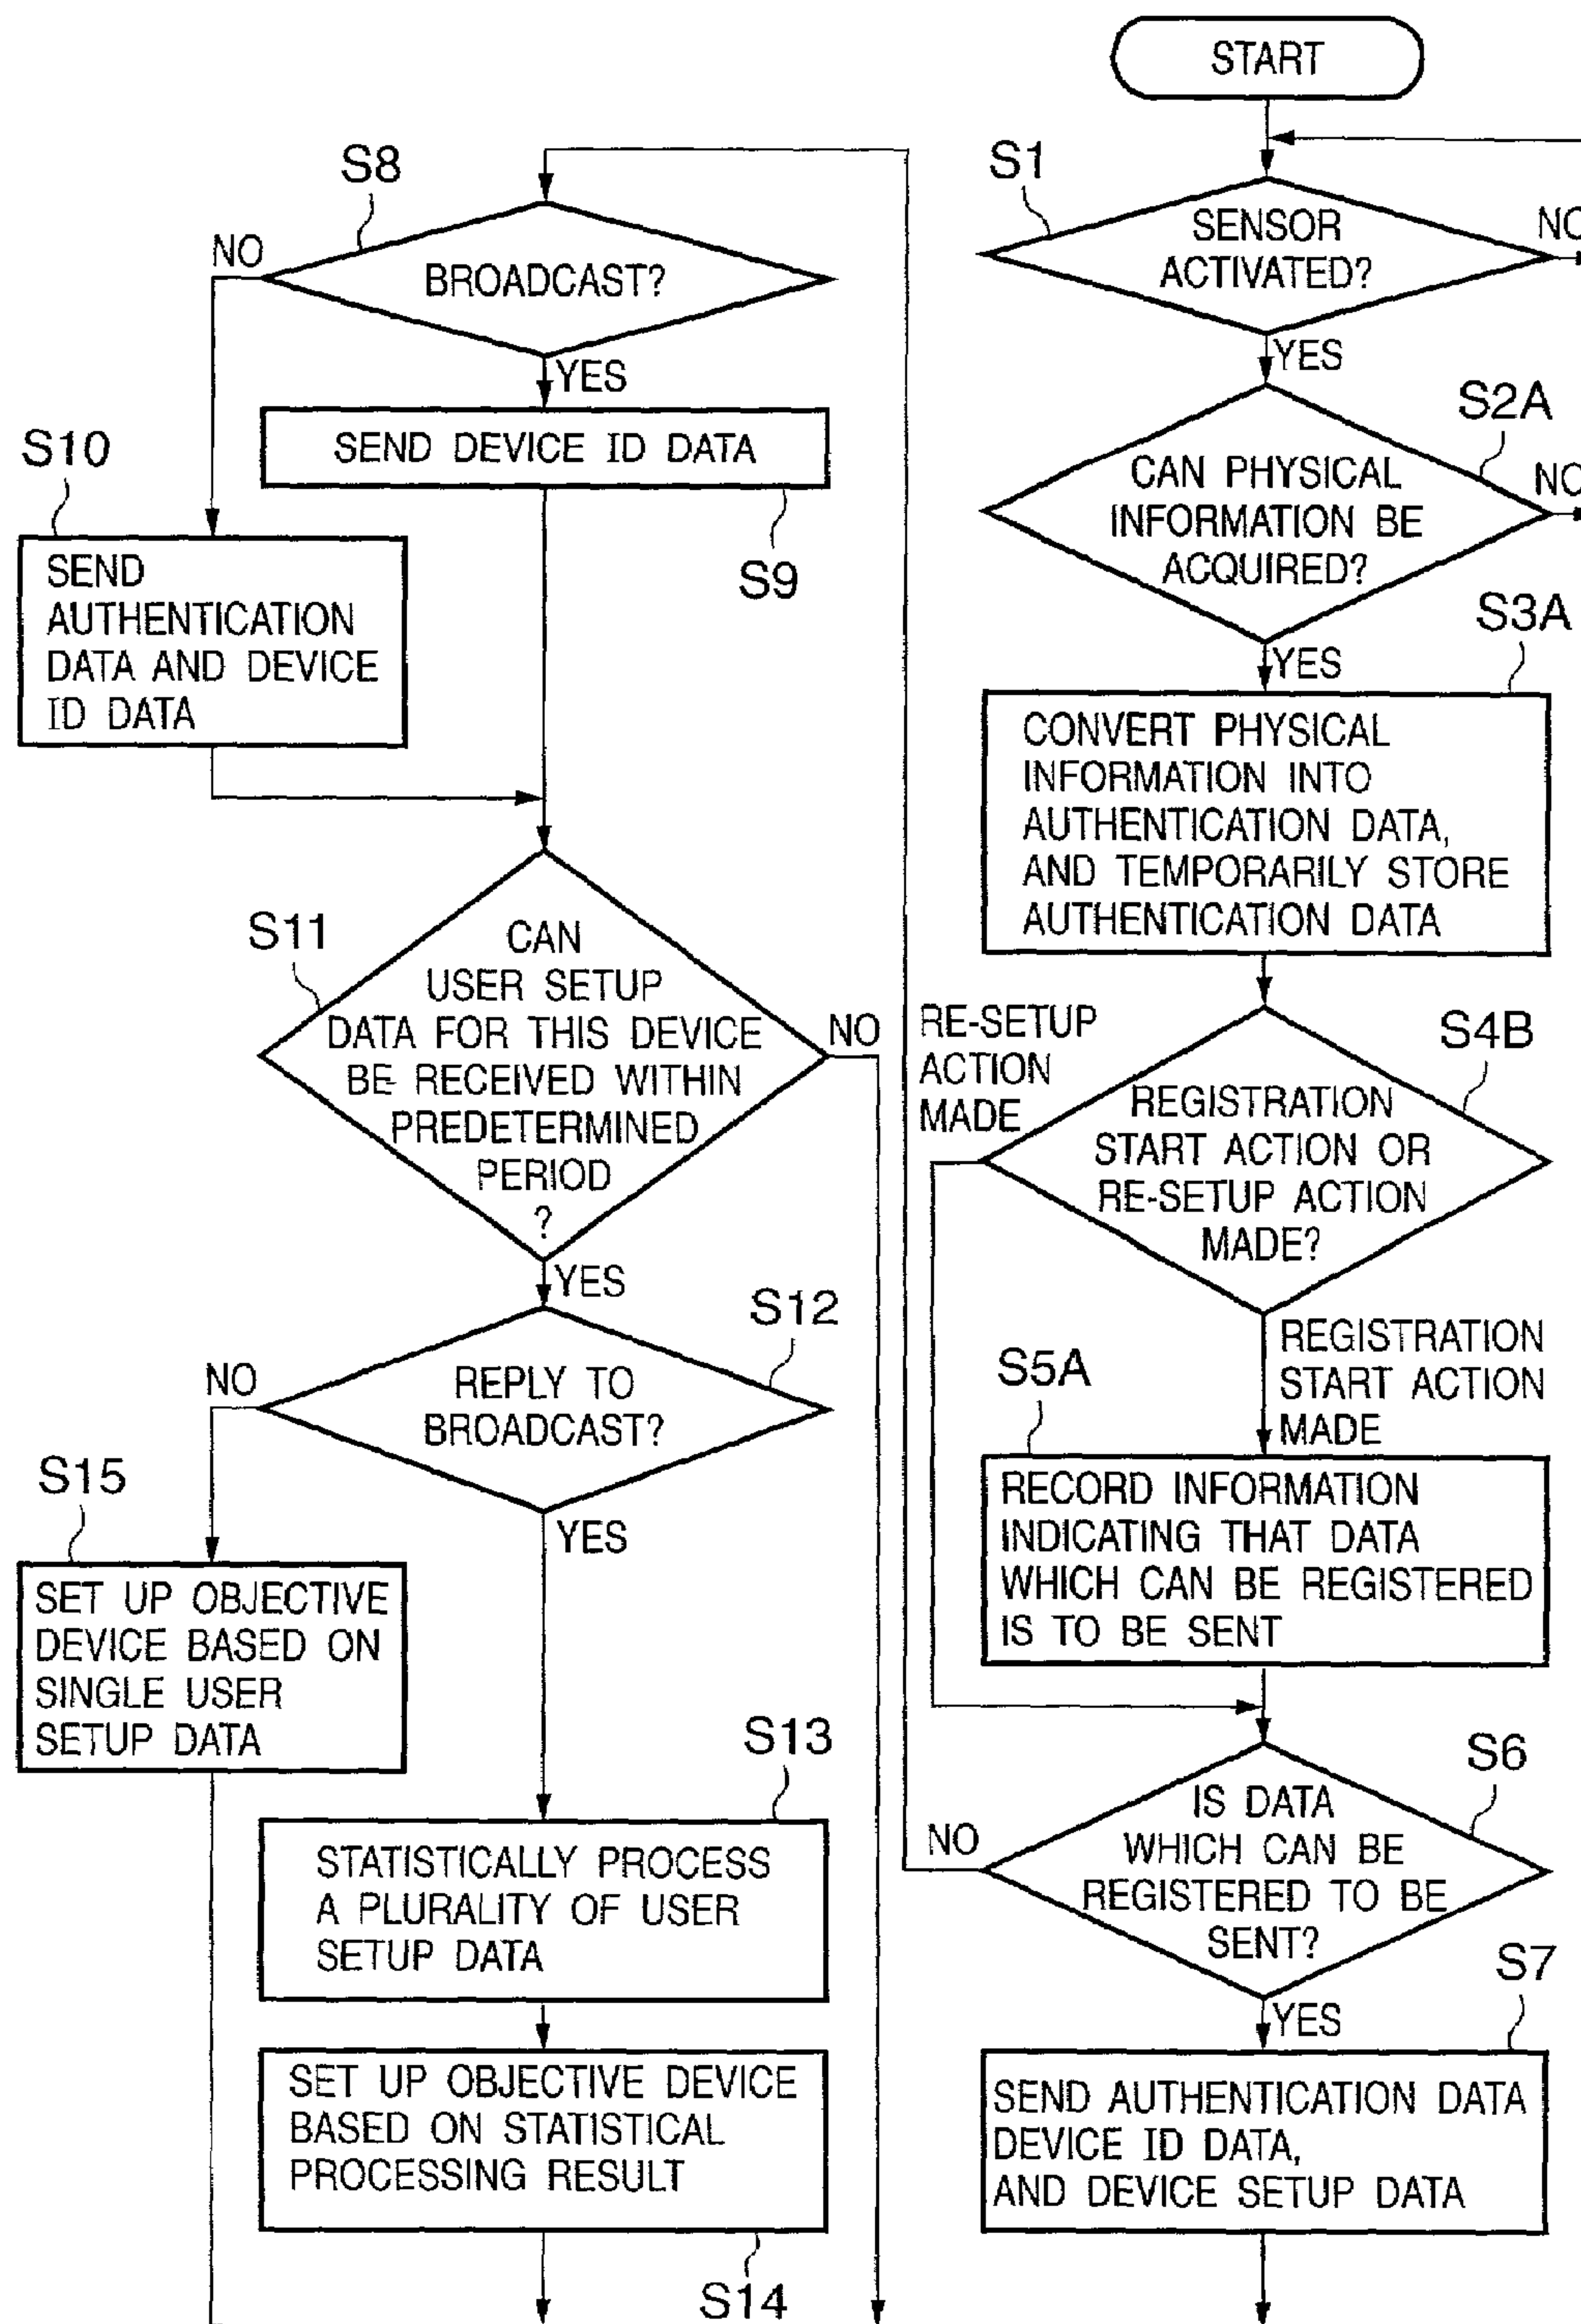 START
S1
SENSOR
ACTIVATED?
NO
YES
S2A
CAN PHYSICAL
INFORMATION BE
ACQUIRED?
NO
YES
S3A
CONVERT PHYSICAL
INFORMATION INTO
AUTHENTICATION DATA,
AND TEMPORARILY STORE
AUTHENTICATION DATA
S4B
REGISTRATION
START ACTION OR
RE-SETUP ACTION
MADE?
RE-SETUP
ACTION
MADE
REGISTRATION
START ACTION
MADE
S5A
RECORD INFORMATION
INDICATING THAT DATA
WHICH CAN BE REGISTERED
IS TO BE SENT
S6
IS DATA
WHICH CAN BE
REGISTERED TO BE
SENT?
NO
YES
S7
SEND AUTHENTICATION DATA
DEVICE ID DATA,
AND DEVICE SETUP DATA
S8
BROADCAST?
NO
YES
SEND DEVICE ID DATA
S9
S10
SEND
AUTHENTICATION
DATA AND DEVICE
ID DATA
S11
CAN
USER SETUP
DATA FOR THIS DEVICE
BE RECEIVED WITHIN
PREDETERMINED
PERIOD
?
NO
YES
S12
REPLY TO
BROADCAST?
NO
YES
S15
SET UP OBJECTIVE
DEVICE BASED ON
SINGLE USER
SETUP DATA
S13
STATISTICALLY PROCESS
A PLURALITY OF USER
SETUP DATA
SET UP OBJECTIVE DEVICE
BASED ON STATISTICAL
PROCESSING RESULT
S14